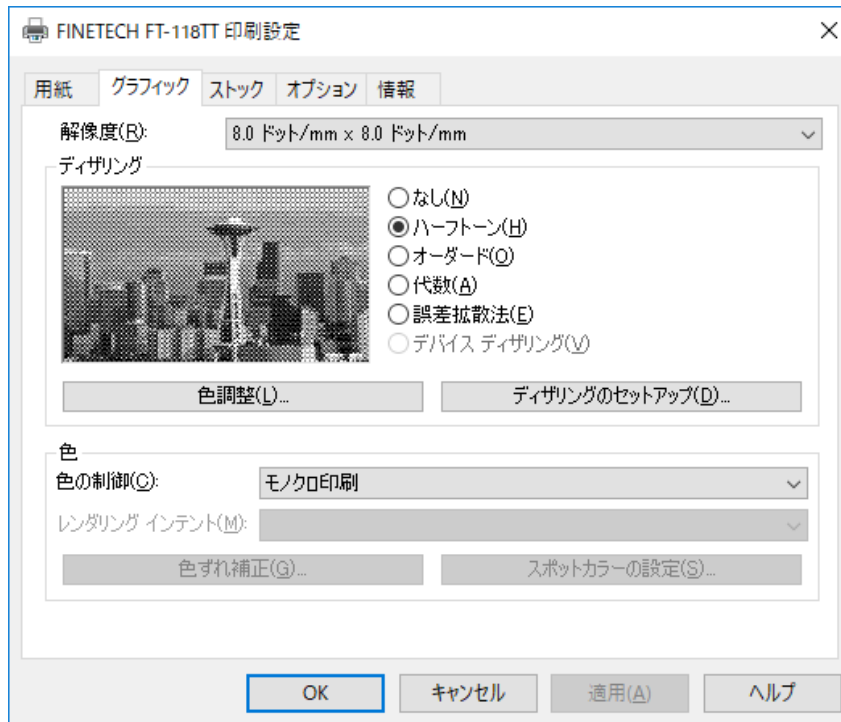 FINETECH FT-118TT 印刷設定
用紙 グラフィック ストック オプション 情報
解像度(R): 8.0 ドット/mm x 8.0 ドット/mm
ディザリング
なし(N)
ハーフトーン(H)
オーダード(O)
代数(A)
誤差拡散法(E)
デバイス ディザリング(V)
色調整(L)... ディザリングのセットアップ(D)...
色
色の制御(C): モノクロ印刷
レンダリング インテント(M):
色ずれ補正(G)... スポットカラーの設定(S)...
OK キャンセル 適用(A) ヘルプ